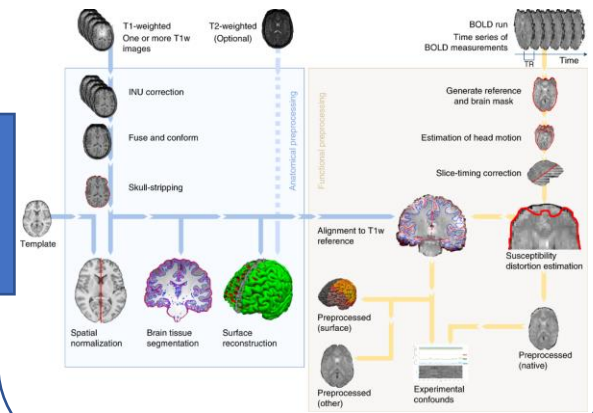 T1-weighted
One or more T1w
images
T2-weighted
(Optional)
BOLD run
Time series of
BOLD measurements
TR
Time
INU correction
Fuse and conform
Skull-stripping
Anatomical preprocessing
Functional preprocessing
Generate reference
and brain mask
Estimation of head motion
Slice-timing correction
Template
Alignment to T1w
reference
Susceptibility
distortion estimation
Spatial
normalization
Brain tissue
segmentation
Surface
reconstruction
Preprocessed
(surface)
Preprocessed
(other)
Experimental
confounds
Preprocessed
(native)